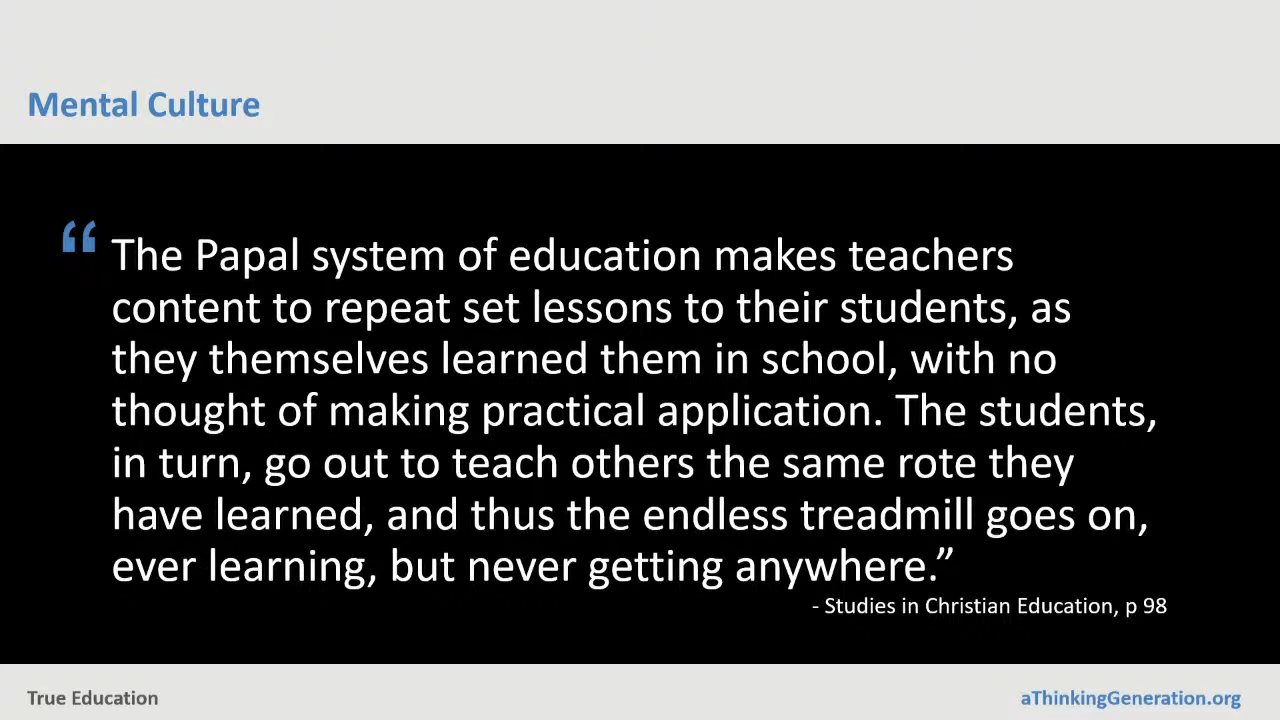 Mental Culture
“ The Papal system of education makes teachers
content to repeat set lessons to their students, as
they themselves learned them in school, with no
thought of making practical application. The students,
in turn, go out to teach others the same rote they
have learned, and thus the endless treadmill goes on,
ever learning, but never getting anywhere.”
- Studies in Christian Education, p 98
True Education
aThinkingGeneration.org